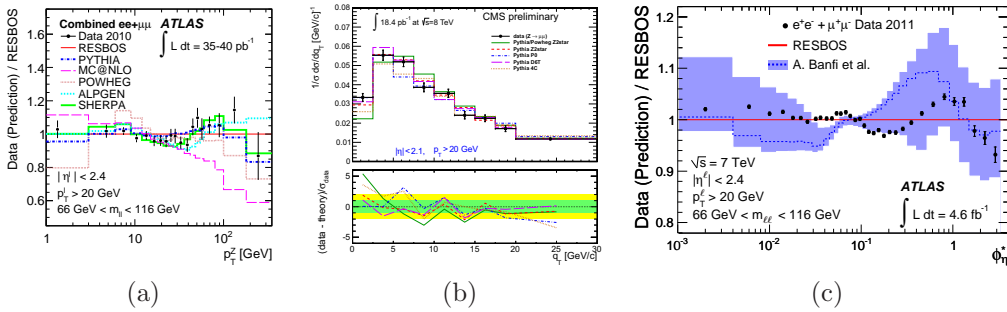 Data (Prediction) / RESBOS
Combined ee+μμ
Data 2010
RESBOS
PYTHIA
MC@NLO
POWHEG
ALPGEN
SHERPA
ATLAS
∫ L dt = 35-40 pb⁻¹
1.6
1.4
1.2
1
0.8
0.6
|ηˡ| < 2.4
pˡ_T > 20 GeV
66 GeV < m_ll < 116 GeV
1 10 10²
p^Z_T [GeV]
(a)
1/σ dσ/dq_T [GeV/c]⁻¹
∫ 18.4 pb⁻¹ at √s=8 TeV
CMS preliminary
data (Z → μμ)
Pythia/Powheg Z2star
Pythia Z2star
Pythia P0
Pythia D6T
Pythia 4C
0.08
0.07
0.06
0.05
0.04
0.03
0.02
0.01
0.00
|η| <2.1, p_T >20 GeV
(data - theory)/σ_data
5
0
-5
0 5 10 15 20 25 30
q_T [GeV/c]
(b)
Data (Prediction) / RESBOS
e⁺e⁻ + μ⁺μ⁻ Data 2011
RESBOS
A. Banfi et al.
1.2
1.1
1
0.9
0.8
√s = 7 TeV
|η^ℓ| < 2.4
p^ℓ_T > 20 GeV
66 GeV < m_ℓℓ < 116 GeV
ATLAS
∫ L dt = 4.6 fb⁻¹
10⁻³ 10⁻² 10⁻¹ 1
φ*_η
(c)